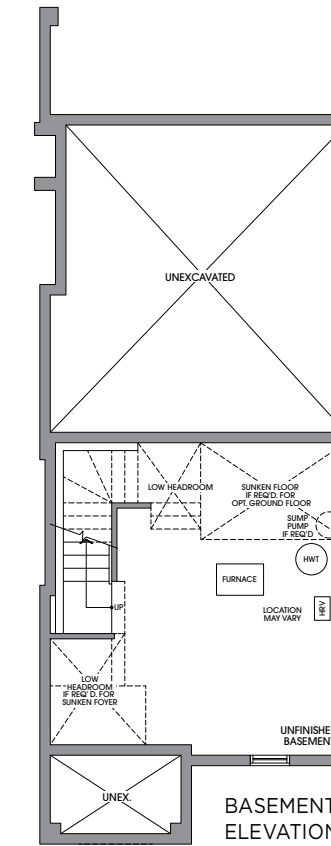 UNEXCAVATED
LOW HEADROOM
SUNKEN FLOOR
IF REQ'D. FOR
OPT. GROUND FLOOR
SUMP
PUMP
IF REQ'D
HWT
FURNACE
HRV
LOCATION
MAY VARY
UP
LOW
HEADROOM
IF REQ'D. FOR
SUNKEN FOYER
UNFINISHE
BASEMENT
UNEX.
BASEMENT
ELEVATION